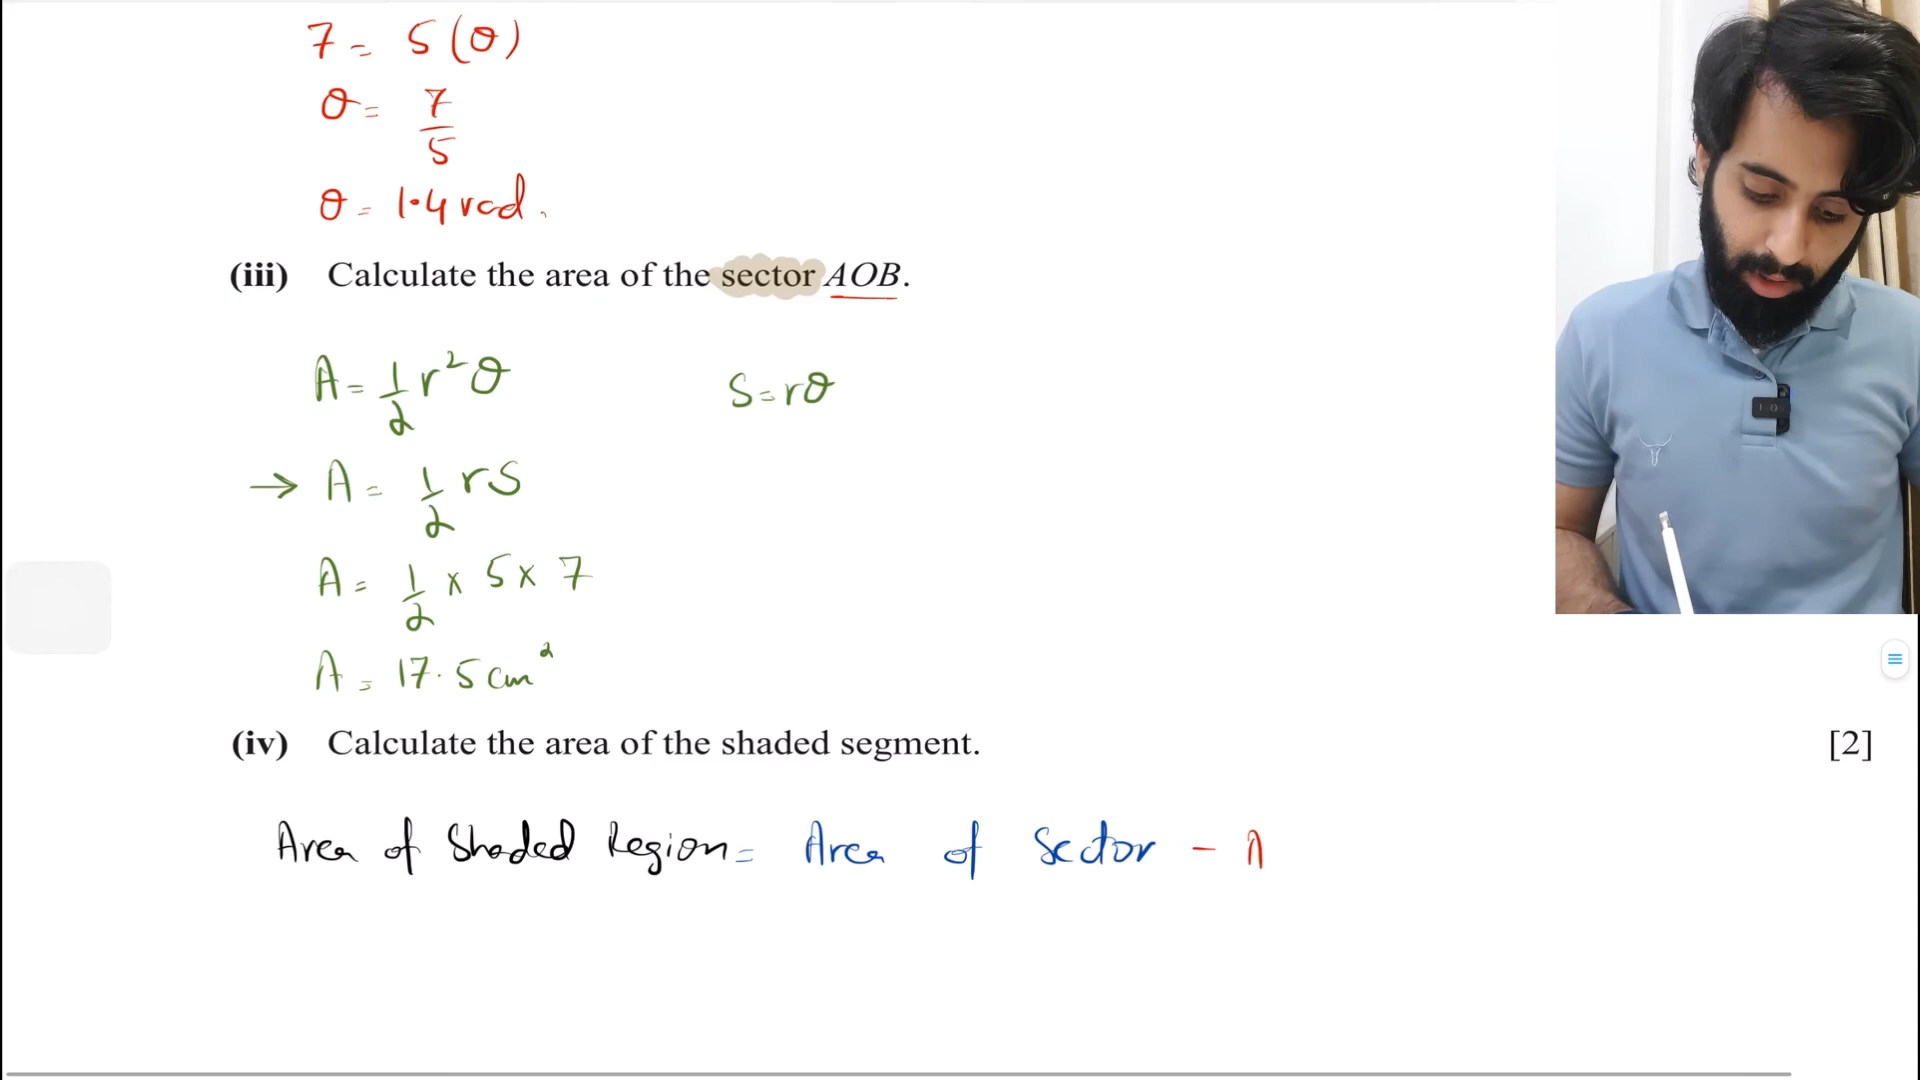 7 = 5(θ)
θ = 7/5
θ = 1.4 rad.
(iii) Calculate the area of the sector AOB.
A = 1/2 r²θ S = rθ
→ A = 1/2 rS
A = 1/2 × 5 × 7
A = 17.5 cm²
(iv) Calculate the area of the shaded segment. [2]
Area of Shaded Region = Area of Sector -